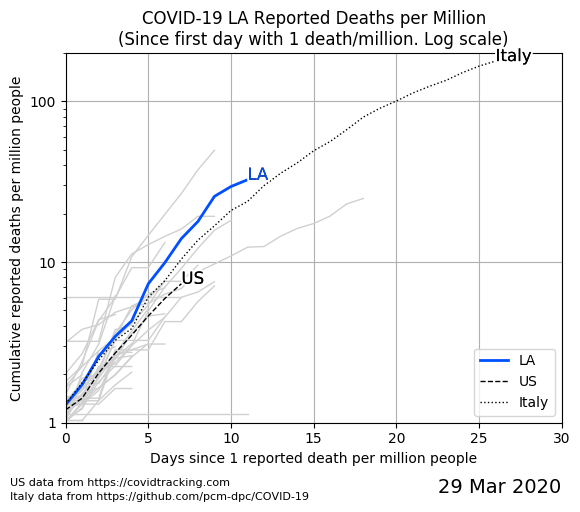 COVID-19 LA Reported Deaths per Million
(Since first day with 1 death/million. Log scale)
Cumulative reported deaths per million people
100
10
1
Italy
LA
US
LA
US
Italy
0 5 10 15 20 25 30
Days since 1 reported death per million people
US data from https://covidtracking.com
Italy data from https://github.com/pcm-dpc/COVID-19
29 Mar 2020